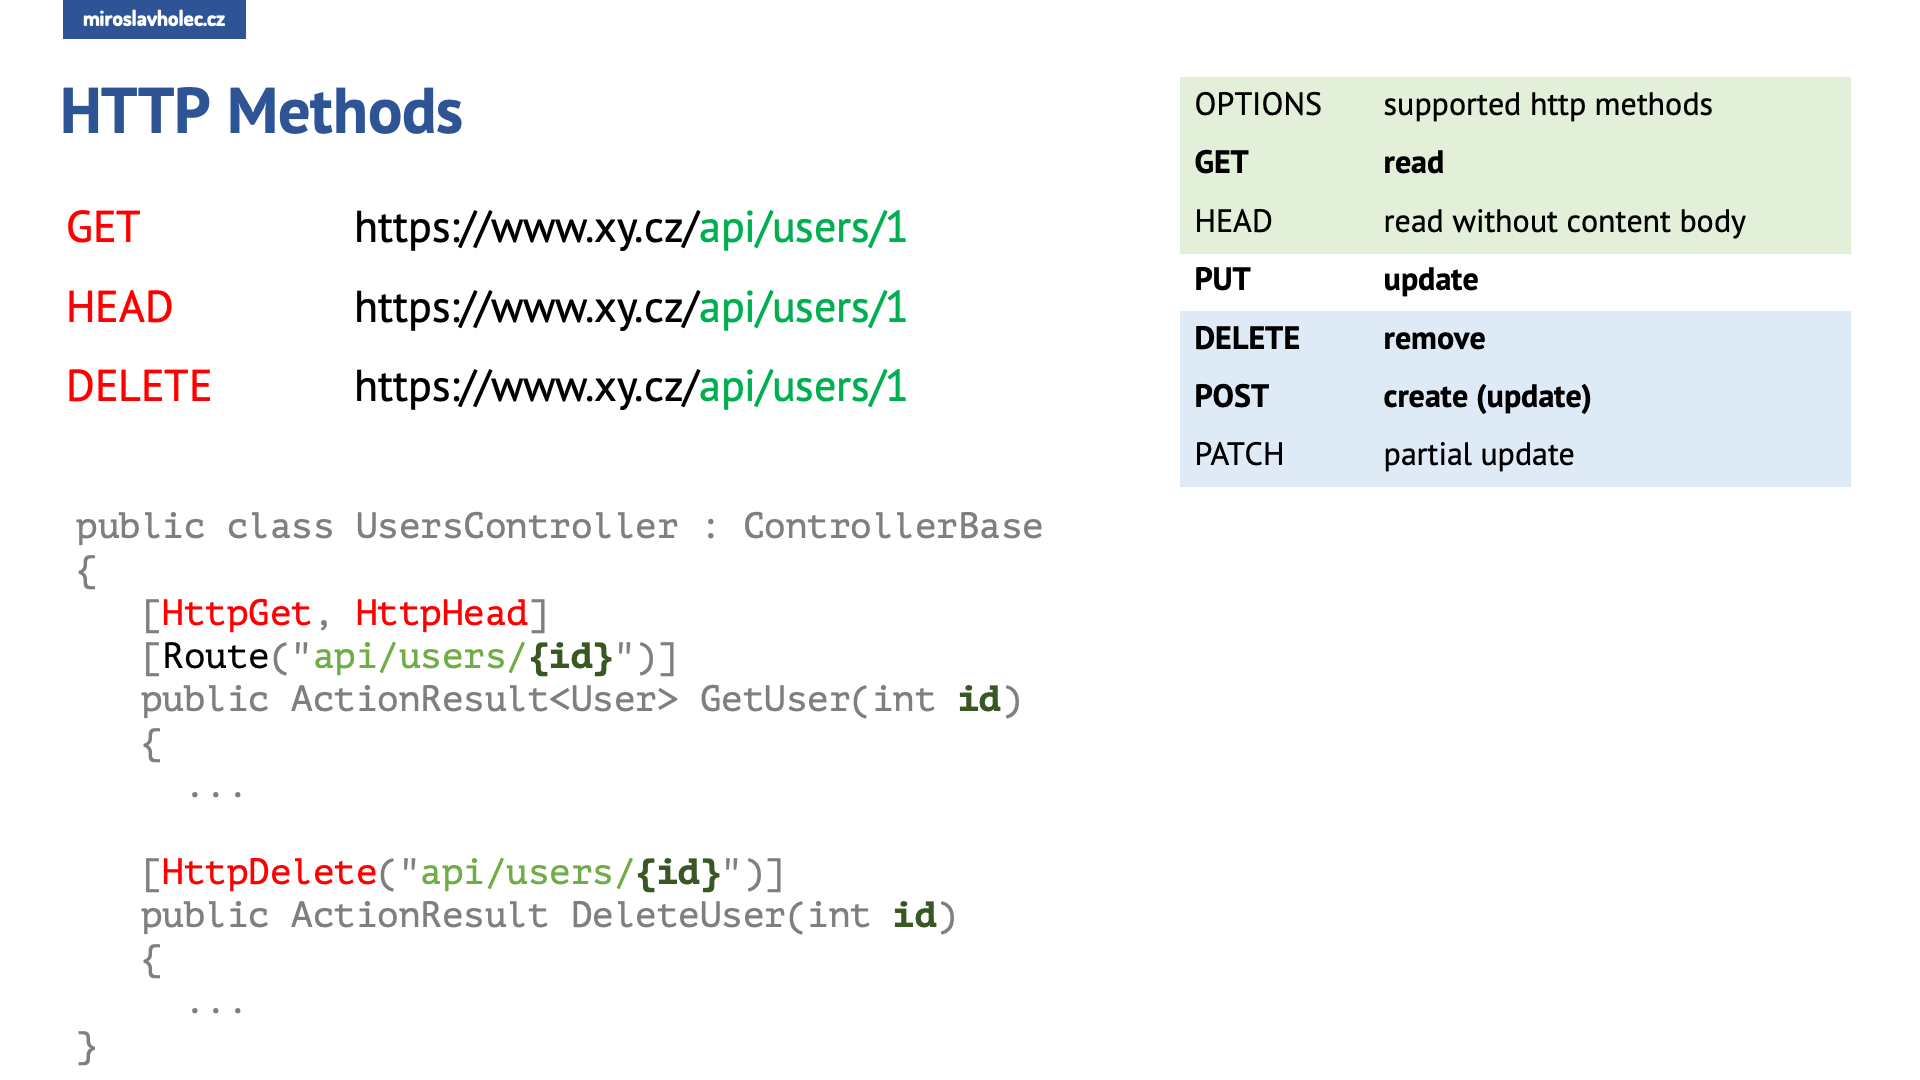 miroslavholec.cz
HTTP Methods
GET https://www.xy.cz/api/users/1
HEAD https://www.xy.cz/api/users/1
DELETE https://www.xy.cz/api/users/1
OPTIONS supported http methods
GET read
HEAD read without content body
PUT update
DELETE remove
POST create (update)
PATCH partial update
public class UsersController : ControllerBase
{
[HttpGet, HttpHead]
[Route("api/users/{id}")]
public ActionResult<User> GetUser(int id)
{
...
[HttpDelete("api/users/{id}")]
public ActionResult DeleteUser(int id)
{
...
}